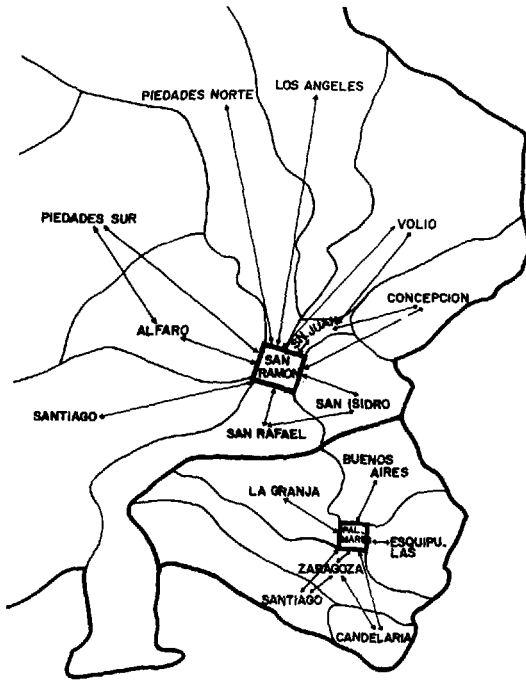 LOS ANGELES
PIEDADES NORTE
PIEDADES SUR
VOLIO
CONCEPCION
ALFARO
SN JUAN
SAN
RAMON
SANTIAGO
SAN ISIDRO
SAN RAFAEL
BUENOS
AIRES
LA GRANJA
PAL
MARES
ESQUIPU-
LAS
ZARAGOZA
SANTIAGO
CANDELARIA